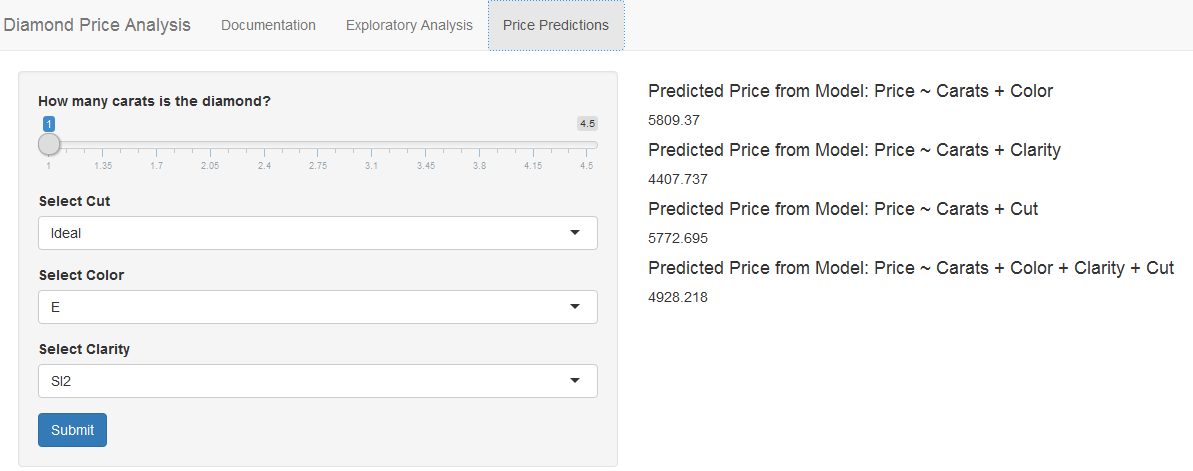 Diamond Price Analysis Documentation Exploratory Analysis Price Predictions
How many carats is the diamond?
1 4.5
1 1.35 1.7 2.05 2.4 2.75 3.1 3.45 3.8 4.15 4.5
Select Cut
Ideal
Select Color
E
Select Clarity
SI2
Submit
Predicted Price from Model: Price ~ Carats + Color
5809.37
Predicted Price from Model: Price ~ Carats + Clarity
4407.737
Predicted Price from Model: Price ~ Carats + Cut
5772.695
Predicted Price from Model: Price ~ Carats + Color + Clarity + Cut
4928.218